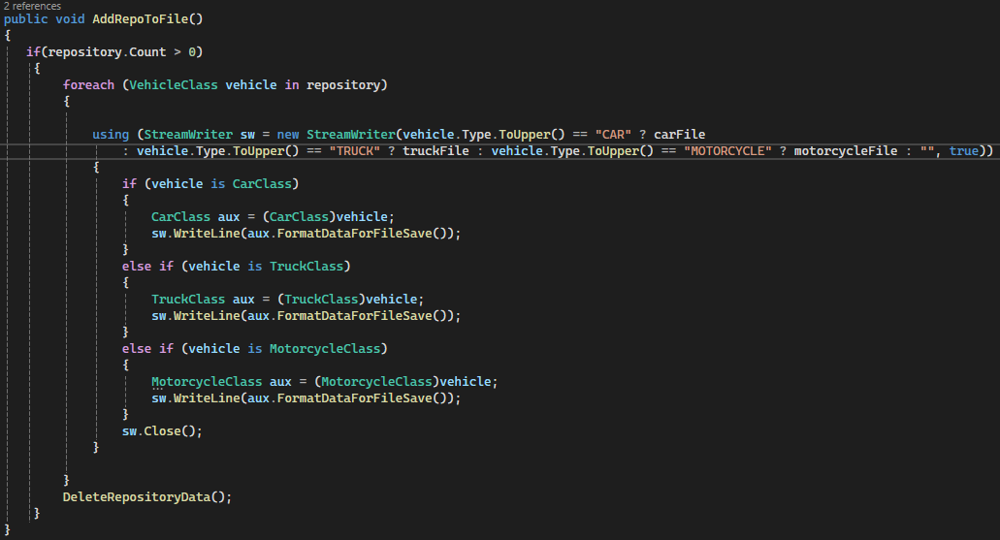 2 references
public void AddRepoToFile()
{
if(repository.Count > 0)
{
foreach (VehicleClass vehicle in repository)
{
using (StreamWriter sw = new StreamWriter(vehicle.Type.ToUpper() == "CAR" ? carFile
: vehicle.Type.ToUpper() == "TRUCK" ? truckFile : vehicle.Type.ToUpper() == "MOTORCYCLE" ? motorcycleFile : "", true))
{
if (vehicle is CarClass)
{
CarClass aux = (CarClass)vehicle;
sw.WriteLine(aux.FormatDataForFileSave());
}
else if (vehicle is TruckClass)
{
TruckClass aux = (TruckClass)vehicle;
sw.WriteLine(aux.FormatDataForFileSave());
}
else if (vehicle is MotorcycleClass)
{
MotorcycleClass aux = (MotorcycleClass)vehicle;
sw.WriteLine(aux.FormatDataForFileSave());
}
sw.Close();
}
}
DeleteRepositoryData();
}
}